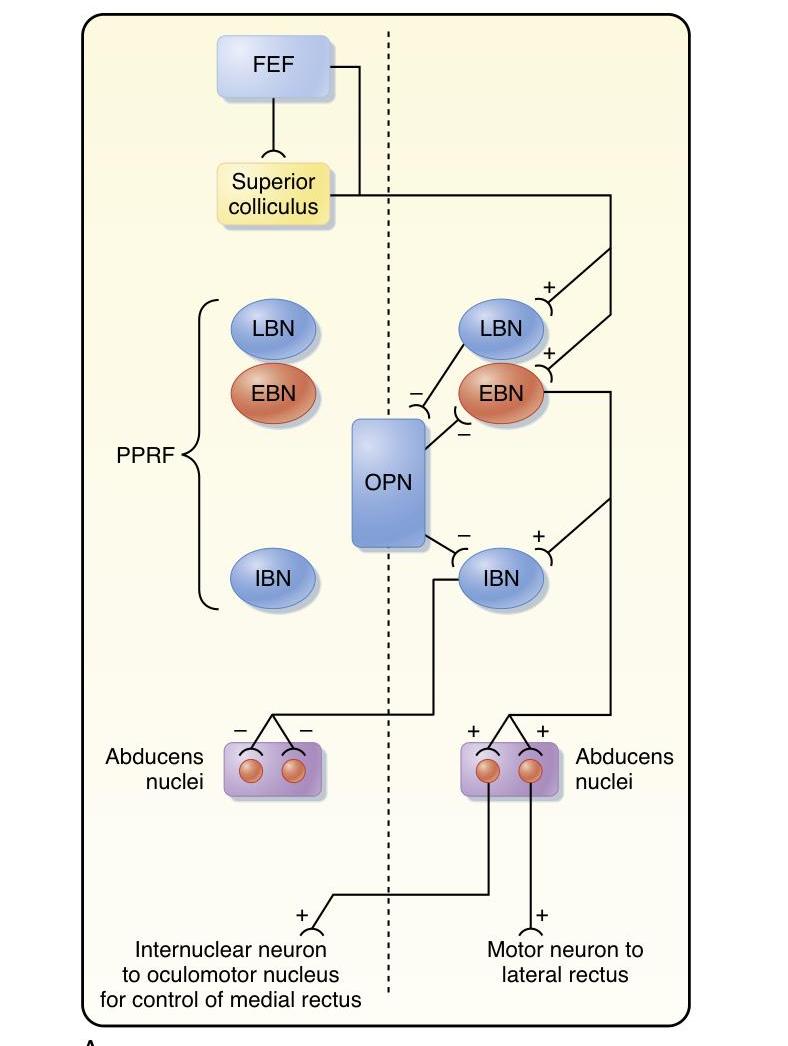 FEF
Superior
colliculus
+
LBN
LBN
+
EBN
EBN
−
−
PPRF
OPN
−
+
IBN
IBN
−
−
+
+
Abducens
nuclei
Abducens
nuclei
+
+
Internuclear neuron
to oculomotor nucleus
for control of medial rectus
Motor neuron to
lateral rectus